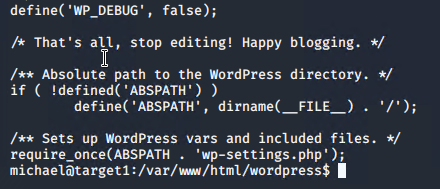 define('WP_DEBUG', false);
/* That's all, stop editing! Happy blogging. */
/** Absolute path to the WordPress directory. */
if ( !defined('ABSPATH') )
define('ABSPATH', dirname(__FILE__) . '/');
/** Sets up WordPress vars and included files. */
require_once(ABSPATH . 'wp-settings.php');
michael@target1:/var/www/html/wordpress$